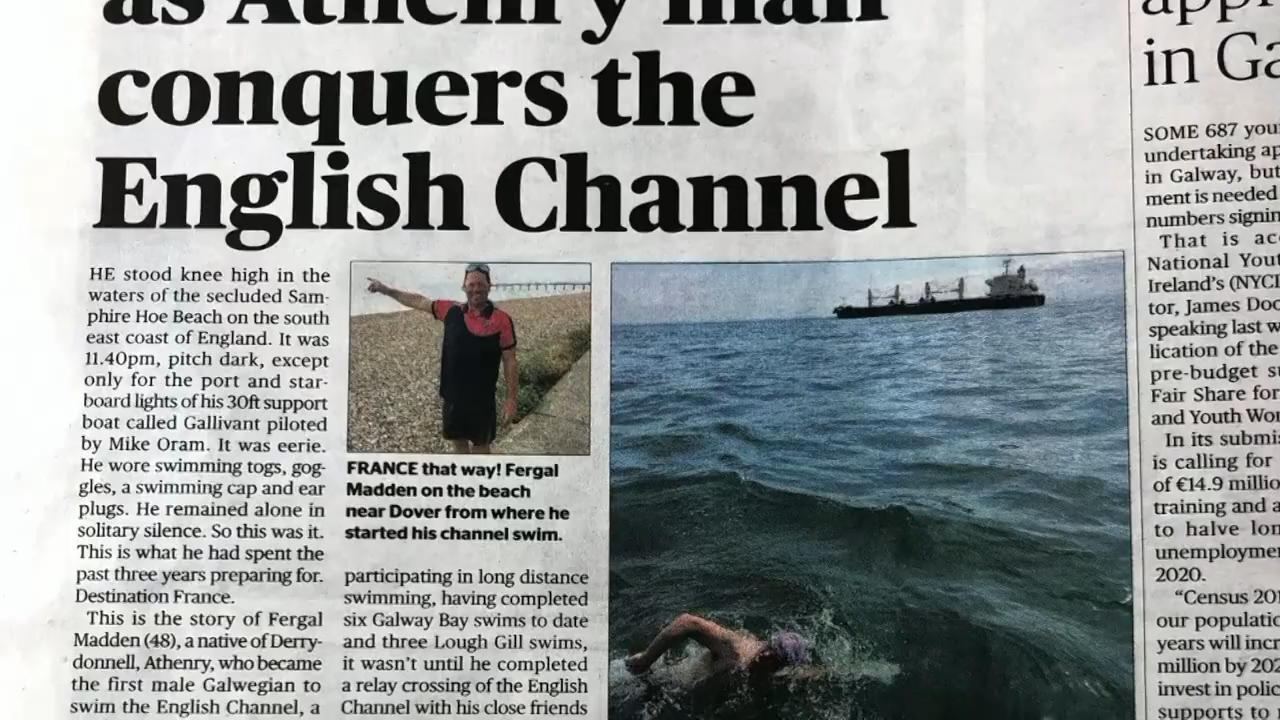 as Athenry man
conquers the
English Channel
HE stood knee high in the
waters of the secluded Sam-
phire Hoe Beach on the south
east coast of England. It was
11.40pm, pitch dark, except
only for the port and star-
board lights of his 30ft support
boat called Gallivant piloted
by Mike Oram. It was eerie.
He wore swimming togs, gog-
gles, a swimming cap and ear
plugs. He remained alone in
solitary silence. So this was it.
This is what he had spent the
past three years preparing for.
Destination France.
This is the story of Fergal
Madden (48), a native of Derry-
donnell, Athenry, who became
the first male Galwegian to
swim the English Channel, a
FRANCE that way! Fergal
Madden on the beach
near Dover from where he
started his channel swim.
participating in long distance
swimming, having completed
six Galway Bay swims to date
and three Lough Gill swims,
it wasn't until he completed
a relay crossing of the English
Channel with his close friends
in Ga
SOME 687 you
undertaking ap
in Galway, but
ment is needed
numbers signin
That is acc
National Yout
Ireland's (NYCI
tor, James Doo
speaking last w
lication of the
pre-budget su
Fair Share for
and Youth Wor
In its submi
is calling for
of €14.9 millio
training and a
to halve lon
unemploymen
2020.
"Census 201
our populatio
years will incr
million by 202
invest in polic
supports to